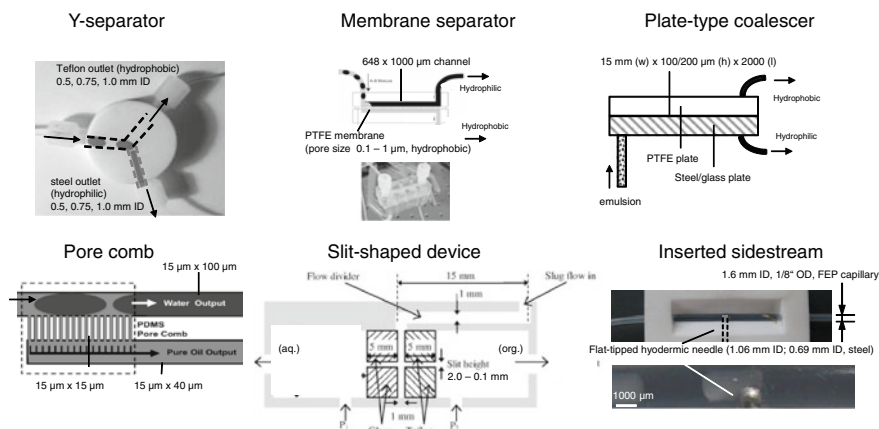 Y-separator
Teflon outlet (hydrophobic)
0.5, 0.75, 1.0 mm ID
steel outlet
(hydrophilic)
0.5, 0.75, 1.0 mm ID
Membrane separator
648 x 1000 µm channel
Hydrophilic
Hydrophobic
PTFE membrane
(pore size 0.1 – 1 µm, hydrophobic)
Plate-type coalescer
15 mm (w) x 100/200 µm (h) x 2000 (l)
Hydrophobic
Hydrophilic
PTFE plate
Steel/glass plate
emulsion
Pore comb
15 µm x 100 µm
Water Output
PDMS
Pore Comb
Pure Oil Output
15 µm x 15µm
15 µm x 40 µm
Slit-shaped device
Flow divider
15 mm
Slug flow in
1 mm
(aq.)
5 mm
5 mm
(org.)
Slit height
2.0 – 0.1 mm
1 mm
Inserted sidestream
1.6 mm ID, 1/8“ OD, FEP capillary
Flat-tipped hyodermic needle (1.06 mm ID; 0.69 mm ID, steel)
1000 µm